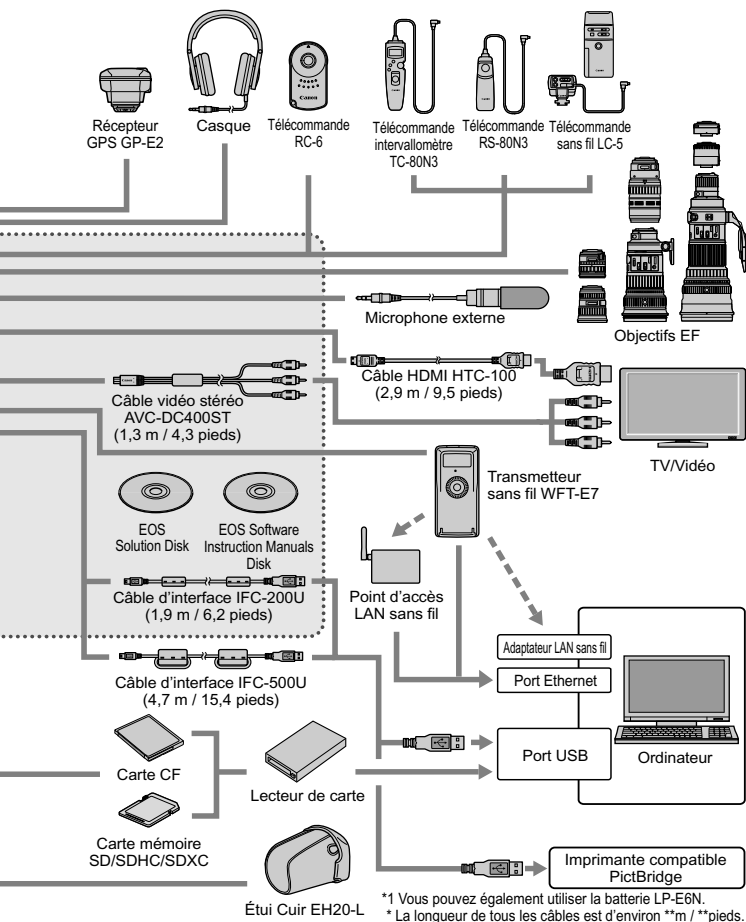 Récepteur
GPS GP-E2
Casque
Télécommande
RC-6
Télécommande
intervallomètre
TC-80N3
Télécommande
RS-80N3
Télécommande
sans fil LC-5
Canon
Objectifs EF
Microphone externe
Câble HDMI HTC-100
(2,9 m / 9,5 pieds)
Câble vidéo stéréo
AVC-DC400ST
(1,3 m / 4,3 pieds)
TV/Vidéo
Transmetteur
sans fil WFT-E7
EOS
Solution Disk
EOS Software
Instruction Manuals
Disk
Point d'accès
LAN sans fil
Câble d'interface IFC-200U
(1,9 m / 6,2 pieds)
Adaptateur LAN sans fil
Port Ethernet
Câble d'interface IFC-500U
(4,7 m / 15,4 pieds)
Port USB
Ordinateur
Carte CF
Lecteur de carte
Carte mémoire
SD/SDHC/SDXC
Étui Cuir EH20-L
Imprimante compatible
PictBridge
*1 Vous pouvez également utiliser la batterie LP-E6N.
* La longueur de tous les câbles est d'environ **m / **pieds.